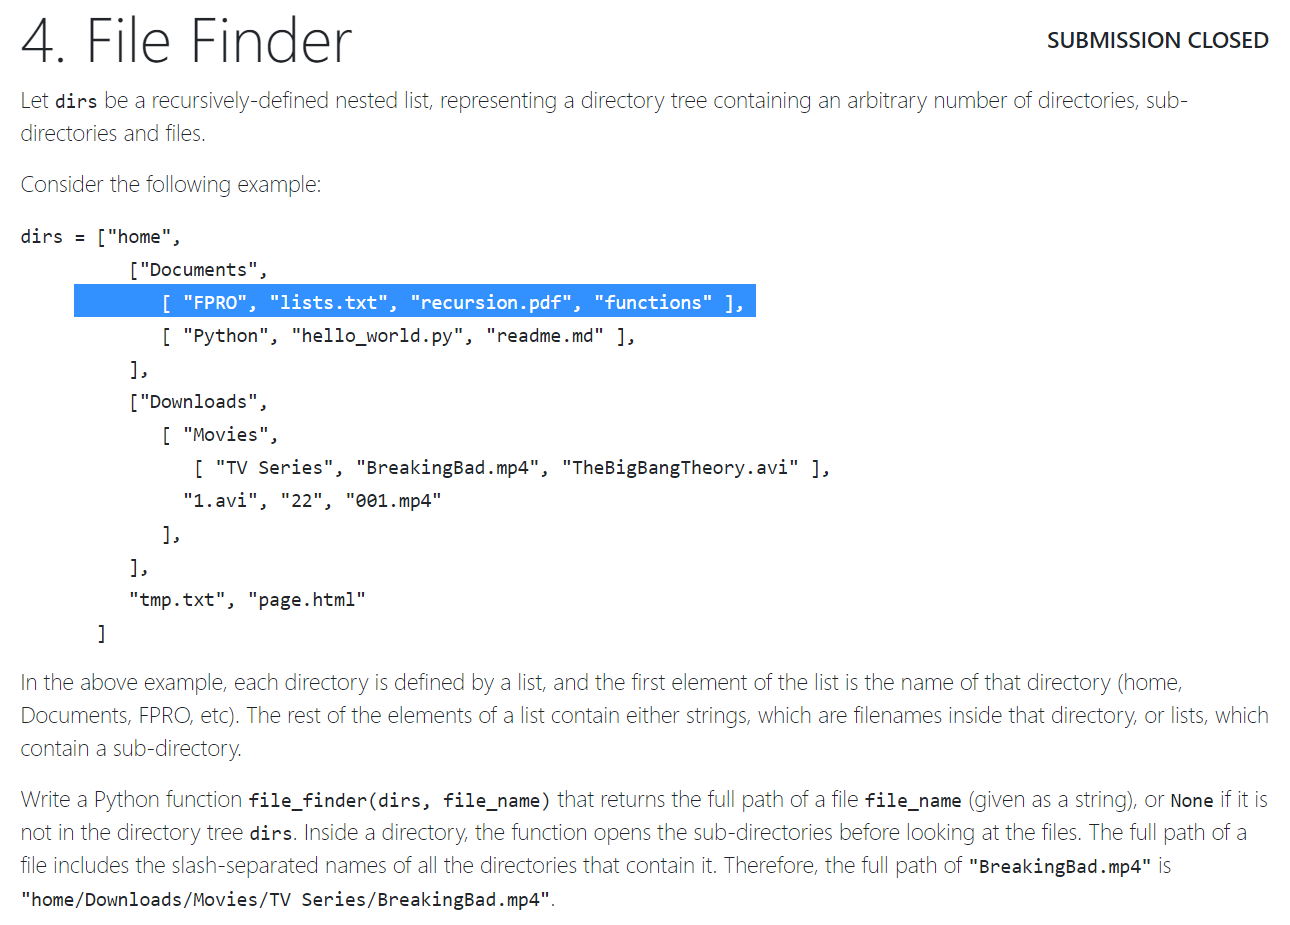 4. File Finder
SUBMISSION CLOSED
Let dirs be a recursively-defined nested list, representing a directory tree containing an arbitrary number of directories, sub-
directories and files.
Consider the following example:
dirs = ["home",
["Documents",
[ "FPRO", "lists.txt", "recursion.pdf", "functions" ],
[ "Python", "hello_world.py", "readme.md" ],
],
["Downloads",
[ "Movies",
[ "TV Series", "BreakingBad.mp4", "TheBigBangTheory.avi" ],
"1.avi", "22", "001.mp4"
],
],
"tmp.txt", "page.html"
]
In the above example, each directory is defined by a list, and the first element of the list is the name of that directory (home,
Documents, FPRO, etc). The rest of the elements of a list contain either strings, which are filenames inside that directory, or lists, which
contain a sub-directory.
Write a Python function file_finder(dirs, file_name) that returns the full path of a file file_name (given as a string), or None if it is
not in the directory tree dirs. Inside a directory, the function opens the sub-directories before looking at the files. The full path of a
file includes the slash-separated names of all the directories that contain it. Therefore, the full path of "BreakingBad.mp4" is
"home/Downloads/Movies/TV Series/BreakingBad.mp4".